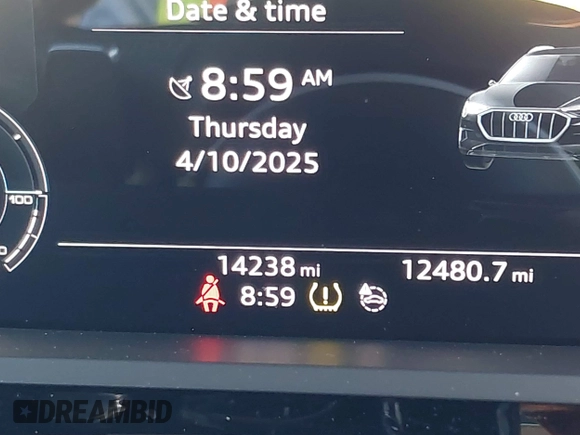 Date & time
8:59 AM
Thursday
4/10/2025
100
14238 mi 12480.7 mi
8:59
DREAMBID